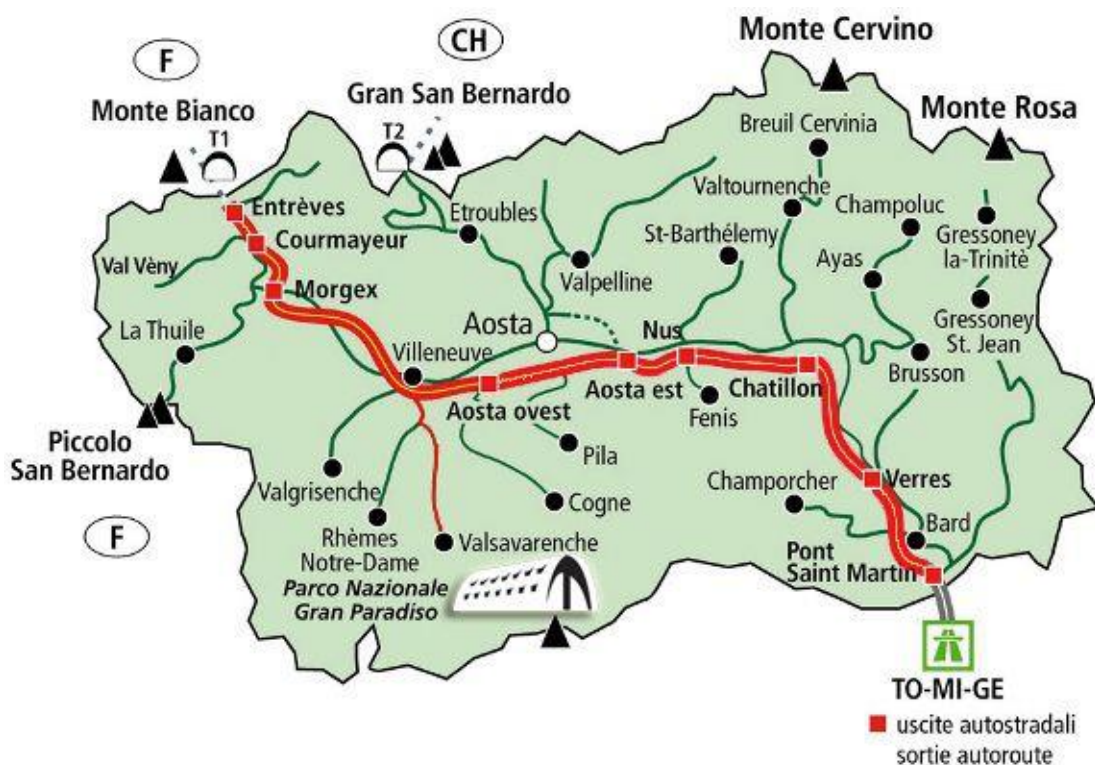 F
CH
Monte Cervino
Monte Bianco
Gran San Bernardo
Monte Rosa
T1
T2
Breuil Cervinia
Entrèves
Etroubles
Valtournenche
Champoluc
Courmayeur
St-Barthélemy
Gressoney
la-Trinitè
Val Vèny
Valpelline
Ayas
Morgex
La Thuile
Aosta
Nus
Gressoney
St. Jean
Villeneuve
Brusson
Aosta ovest
Aosta est
Chatillon
Fenis
Piccolo
San Bernardo
Pila
Valgrisenche
Cogne
Champorcher
Verres
F
Rhèmes
Notre-Dame
Valsavarenche
Bard
Pont
Saint Martin
Parco Nazionale
Gran Paradiso
TO-MI-GE
uscite autostradali
sortie autoroute